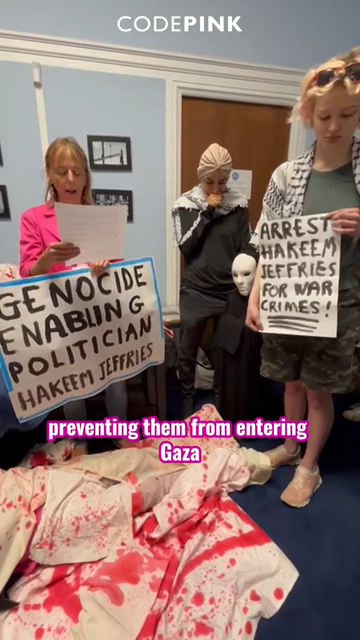 CODEPINK
GENOCIDE
ENABLING
POLITICIAN
HAKEEM JEFFRIES
ARREST
HAKEEM
JEFFRIES
FOR WAR
CRIMES!
preventing them from entering
Gaza